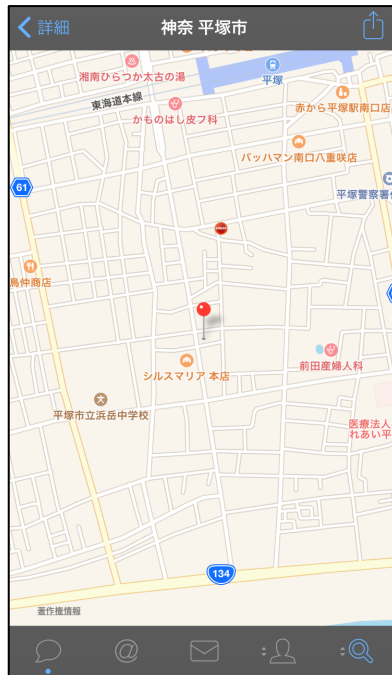 詳細
神奈 平塚市
湘南ひらつか太古の湯
平塚
東海道本線
かものはし皮フ科
赤から平塚駅南口店
バッハマン南口八重咲店
61
平塚警察署
鳥仲商店
シルスマリア 本店
前田産婦人科
平塚市立浜岳中学校
医療法人
れあい平
134
著作権情報
@